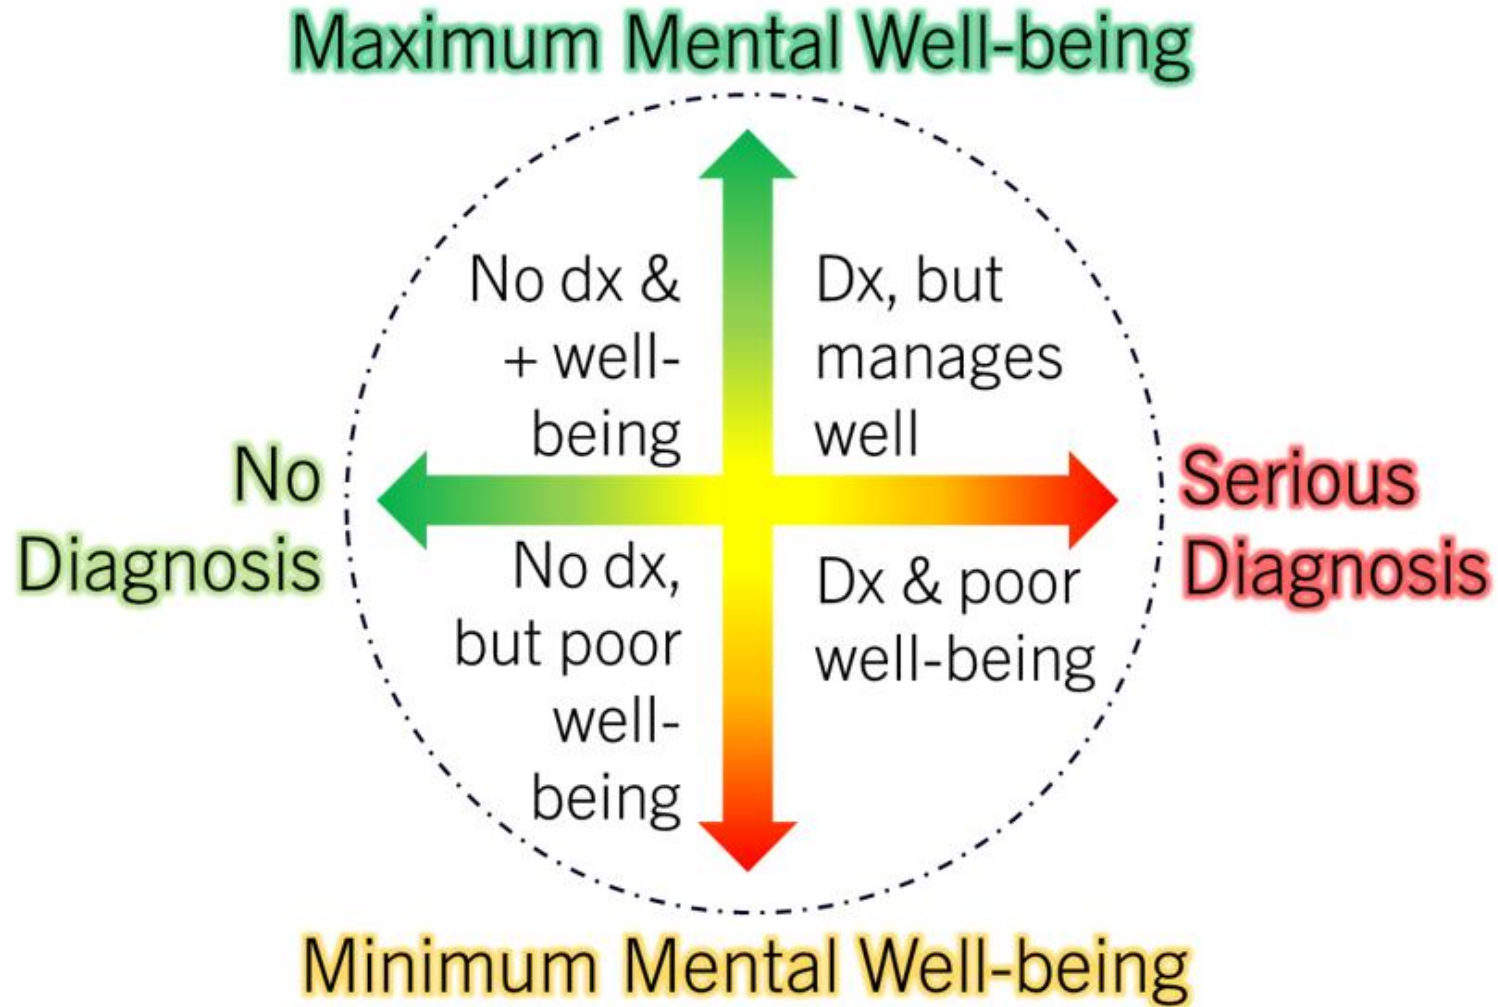 Maximum Mental Well-being
No dx &
+ well-
being
Dx, but
manages
well
No
Diagnosis
Serious
Diagnosis
No dx,
but poor
well-
being
Dx & poor
well-being
Minimum Mental Well-being